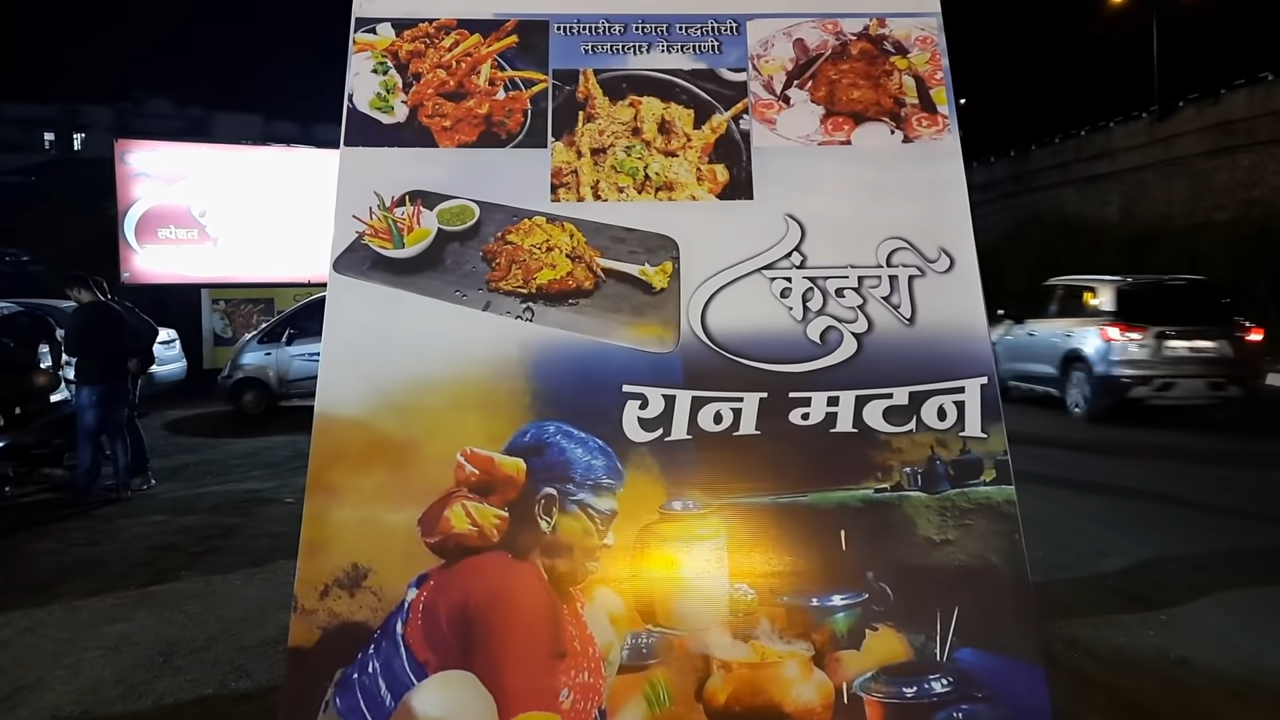 पारंपारीक पंगत पद्धतीची
लज्जतदार मेजवाणी
स्पेशल
कंदुरी
रान मटन